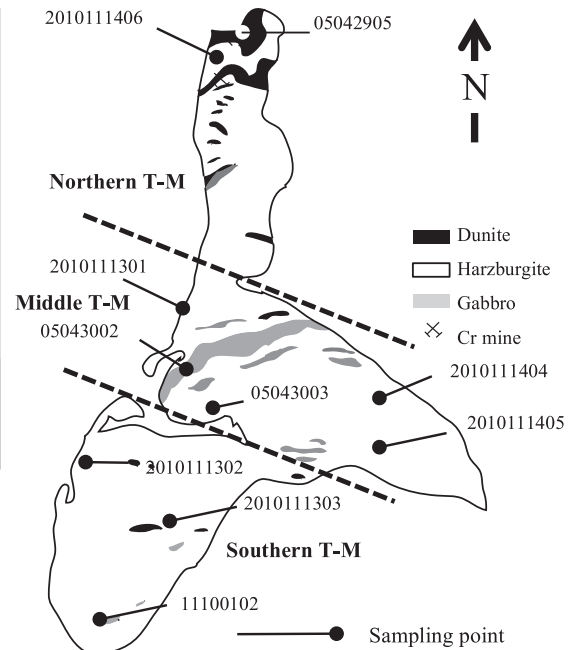 2010111406
05042905
N
Northern T-M
Dunite
2010111301
Harzburgite
Middle T-M
Gabbro
05043002
Cr mine
2010111404
05043003
2010111405
2010111302
2010111303
Southern T-M
11100102
Sampling point